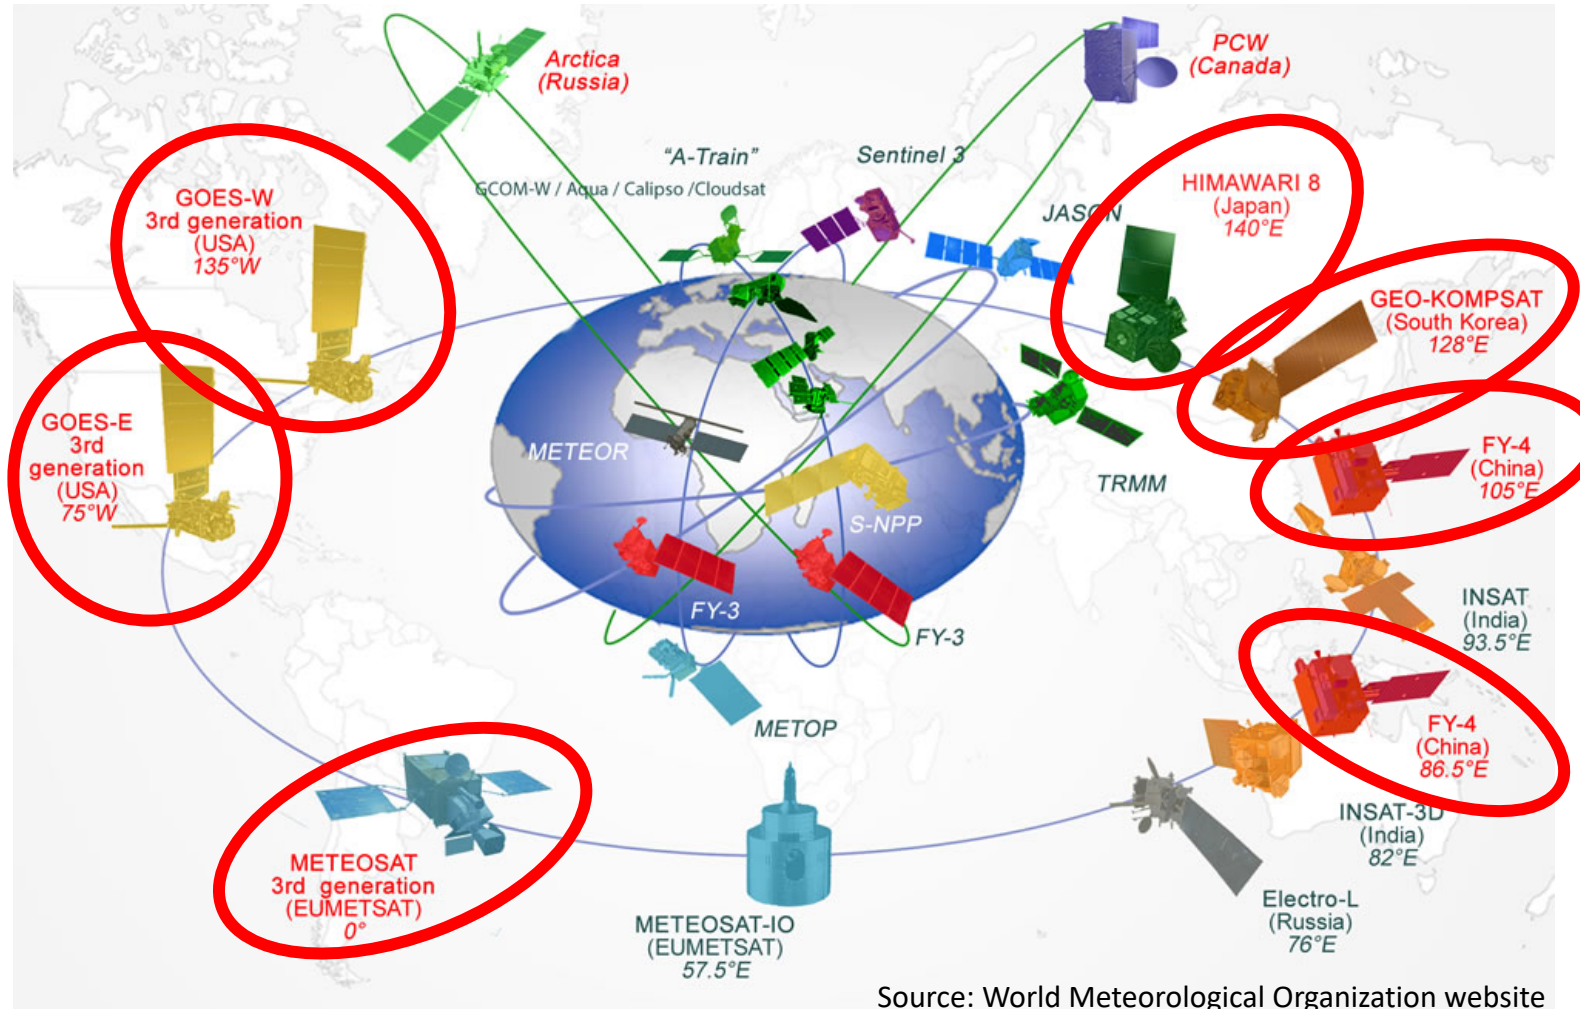 Arctica
(Russia)
PCW
(Canada)
"A-Train"
GCOM-W / Aqua / Calipso /Cloudsat
Sentinel 3
JASON
HIMAWARI 8
(Japan)
140°E
GOES-W
3rd generation
(USA)
135°W
GEO-KOMPSAT
(South Korea)
128°E
GOES-E
3rd
generation
(USA)
75°W
METEOR
TRMM
FY-4
(China)
105°E
S-NPP
FY-3
FY-3
INSAT
(India)
93.5°E
METOP
FY-4
(China)
86.5°E
INSAT-3D
(India)
82°E
METEOSAT
3rd generation
(EUMETSAT)
0°
METEOSAT-IO
(EUMETSAT)
57.5°E
Electro-L
(Russia)
76°E
Source: World Meteorological Organization website